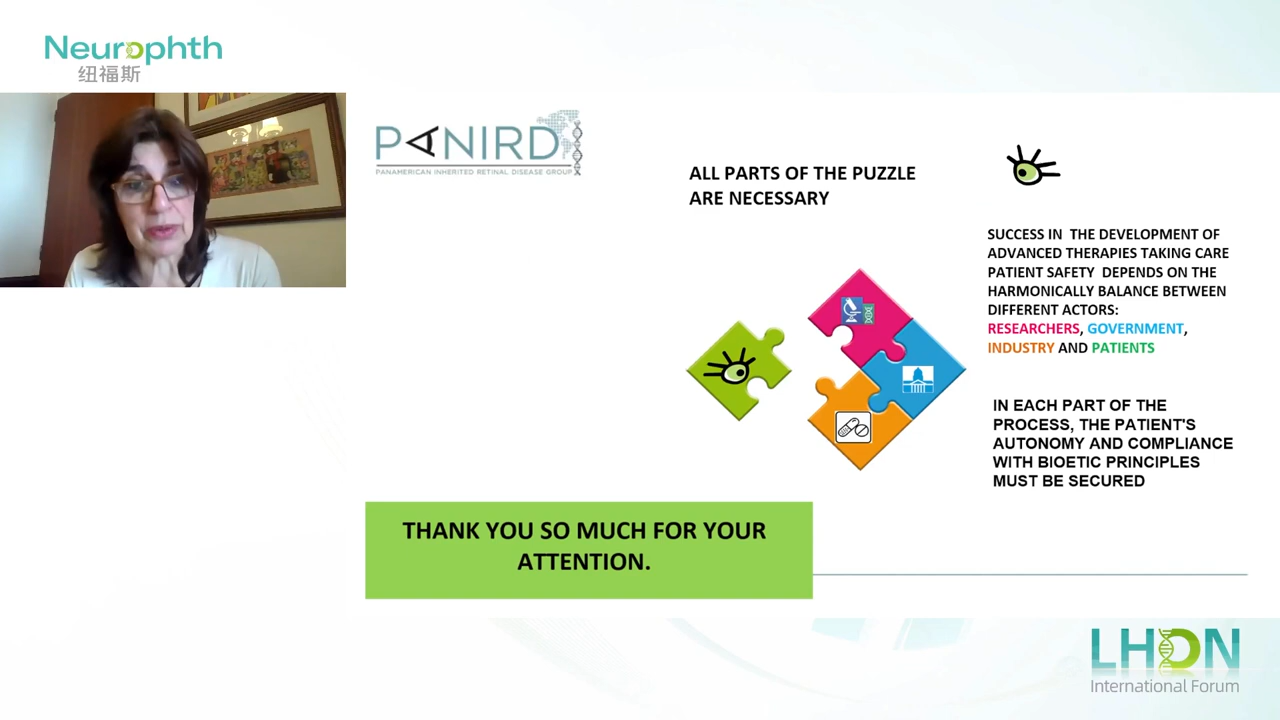 Neurophth
纽福斯
PANIRD
PANAMERICAN INHERITED RETINAL DISEASE GROUP
ALL PARTS OF THE PUZZLE
ARE NECESSARY
SUCCESS IN THE DEVELOPMENT OF
ADVANCED THERAPIES TAKING CARE
PATIENT SAFETY DEPENDS ON THE
HARMONICALLY BALANCE BETWEEN
DIFFERENT ACTORS:
RESEARCHERS, GOVERNMENT,
INDUSTRY AND PATIENTS
IN EACH PART OF THE
PROCESS, THE PATIENT'S
AUTONOMY AND COMPLIANCE
WITH BIOETIC PRINCIPLES
MUST BE SECURED
THANK YOU SO MUCH FOR YOUR
ATTENTION.
LHON
International Forum